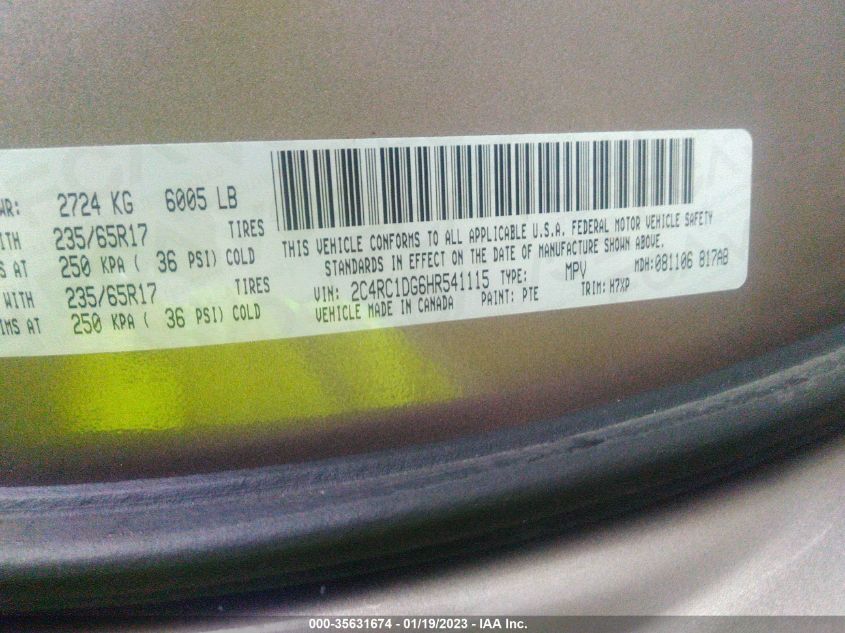 WR: 2724 KG 6005 LB
WITH 235/65R17 TIRES
MS AT 250 KPA ( 36 PSI) COLD
WITH 235/65R17 TIRES
IMS AT 250 KPA ( 36 PSI) COLD
THIS VEHICLE CONFORMS TO ALL APPLICABLE U.S.A. FEDERAL MOTOR VEHICLE SAFETY
STANDARDS IN EFFECT ON THE DATE OF MANUFACTURE SHOWN ABOVE.
MDH:081106 817AB
VIN: 2C4RC1DG6HR541115 TYPE: MPV
VEHICLE MADE IN CANADA PAINT: PTE TRIM: H7XP
000-35631674 - 01/19/2023 - IAA Inc.